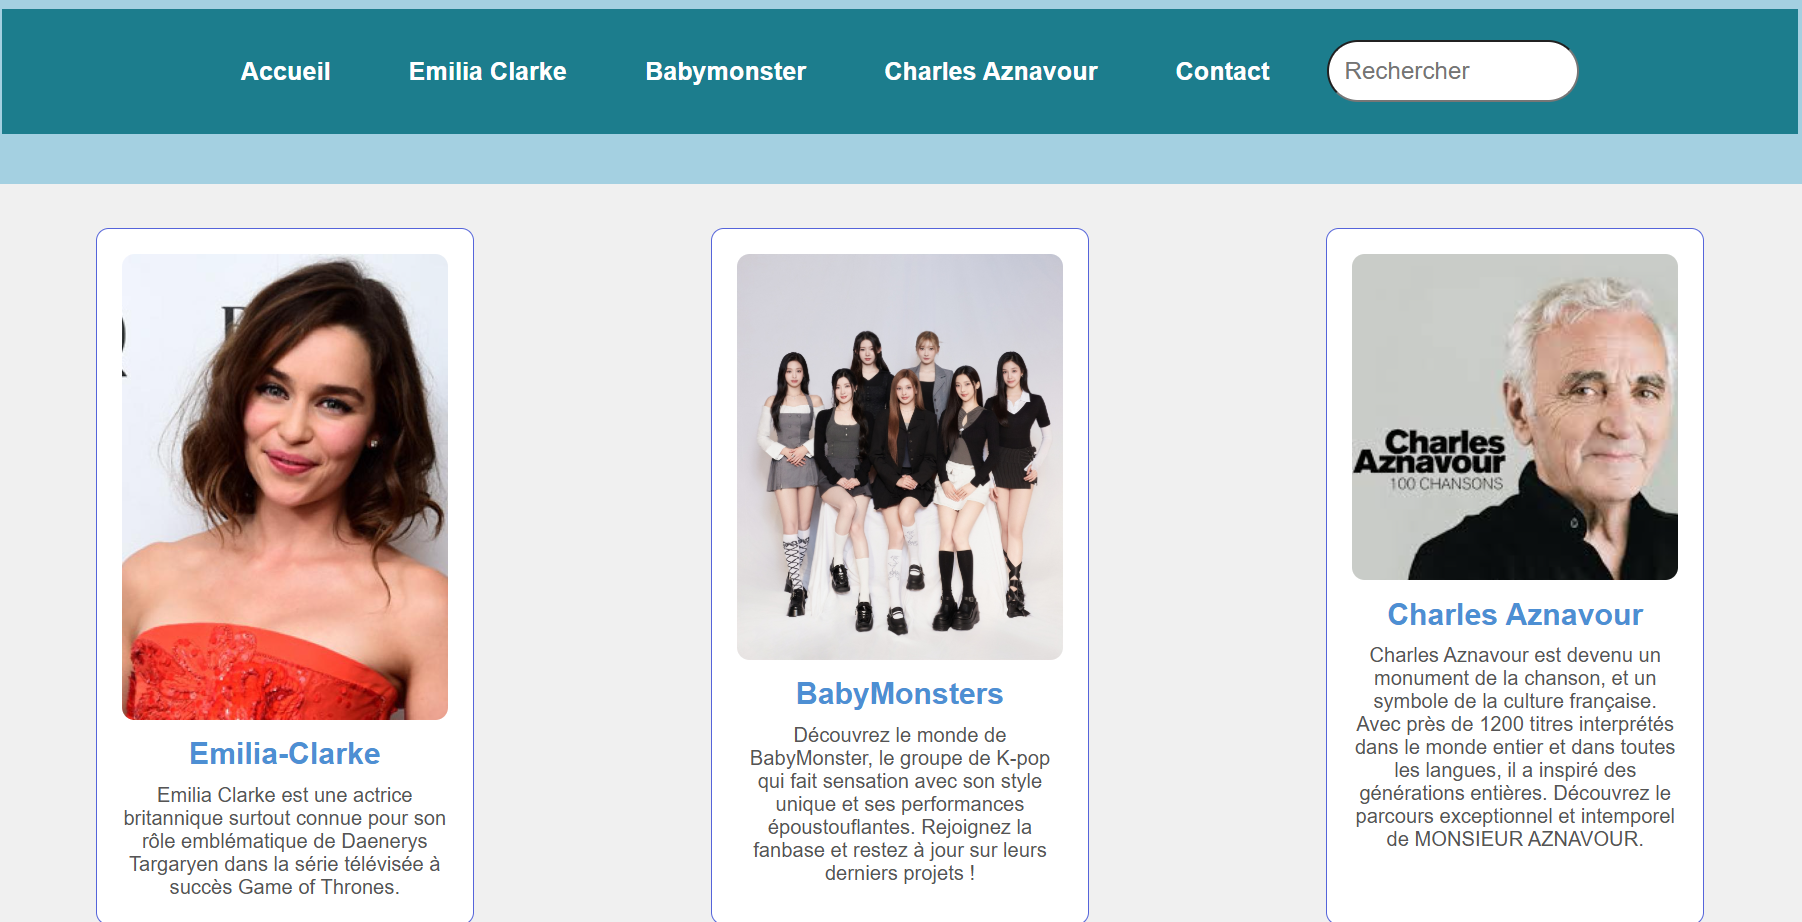 Accueil
Emilia Clarke
Babymonster
Charles Aznavour
Contact
Rechercher
Emilia-Clarke
Emilia Clarke est une actrice
britannique surtout connue pour son
rôle emblématique de Daenerys
Targaryen dans la série télévisée à
succès Game of Thrones.
BabyMonsters
Découvrez le monde de
BabyMonster, le groupe de K-pop
qui fait sensation avec son style
unique et ses performances
époustouflantes. Rejoignez la
fanbase et restez à jour sur leurs
derniers projets !
Charles
Aznavour
100 CHANSONS
Charles Aznavour
Charles Aznavour est devenu un
monument de la chanson, et un
symbole de la culture française.
Avec près de 1200 titres interprétés
dans le monde entier et dans toutes
les langues, il a inspiré des
générations entières. Découvrez le
parcours exceptionnel et intemporel
de MONSIEUR AZNAVOUR.